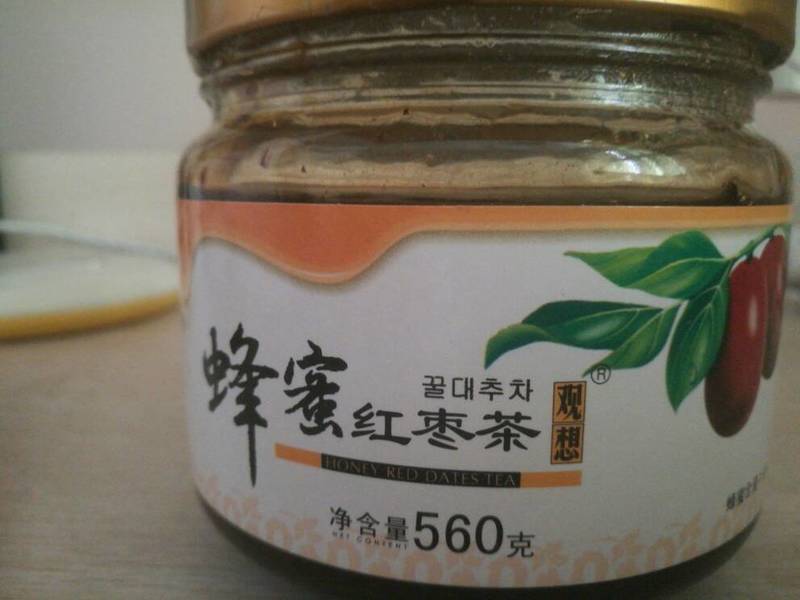 蜂蜜红枣茶
꿀대추차
观想
®
HONEY RED DATES TEA
净含量560克
NET CONTENT